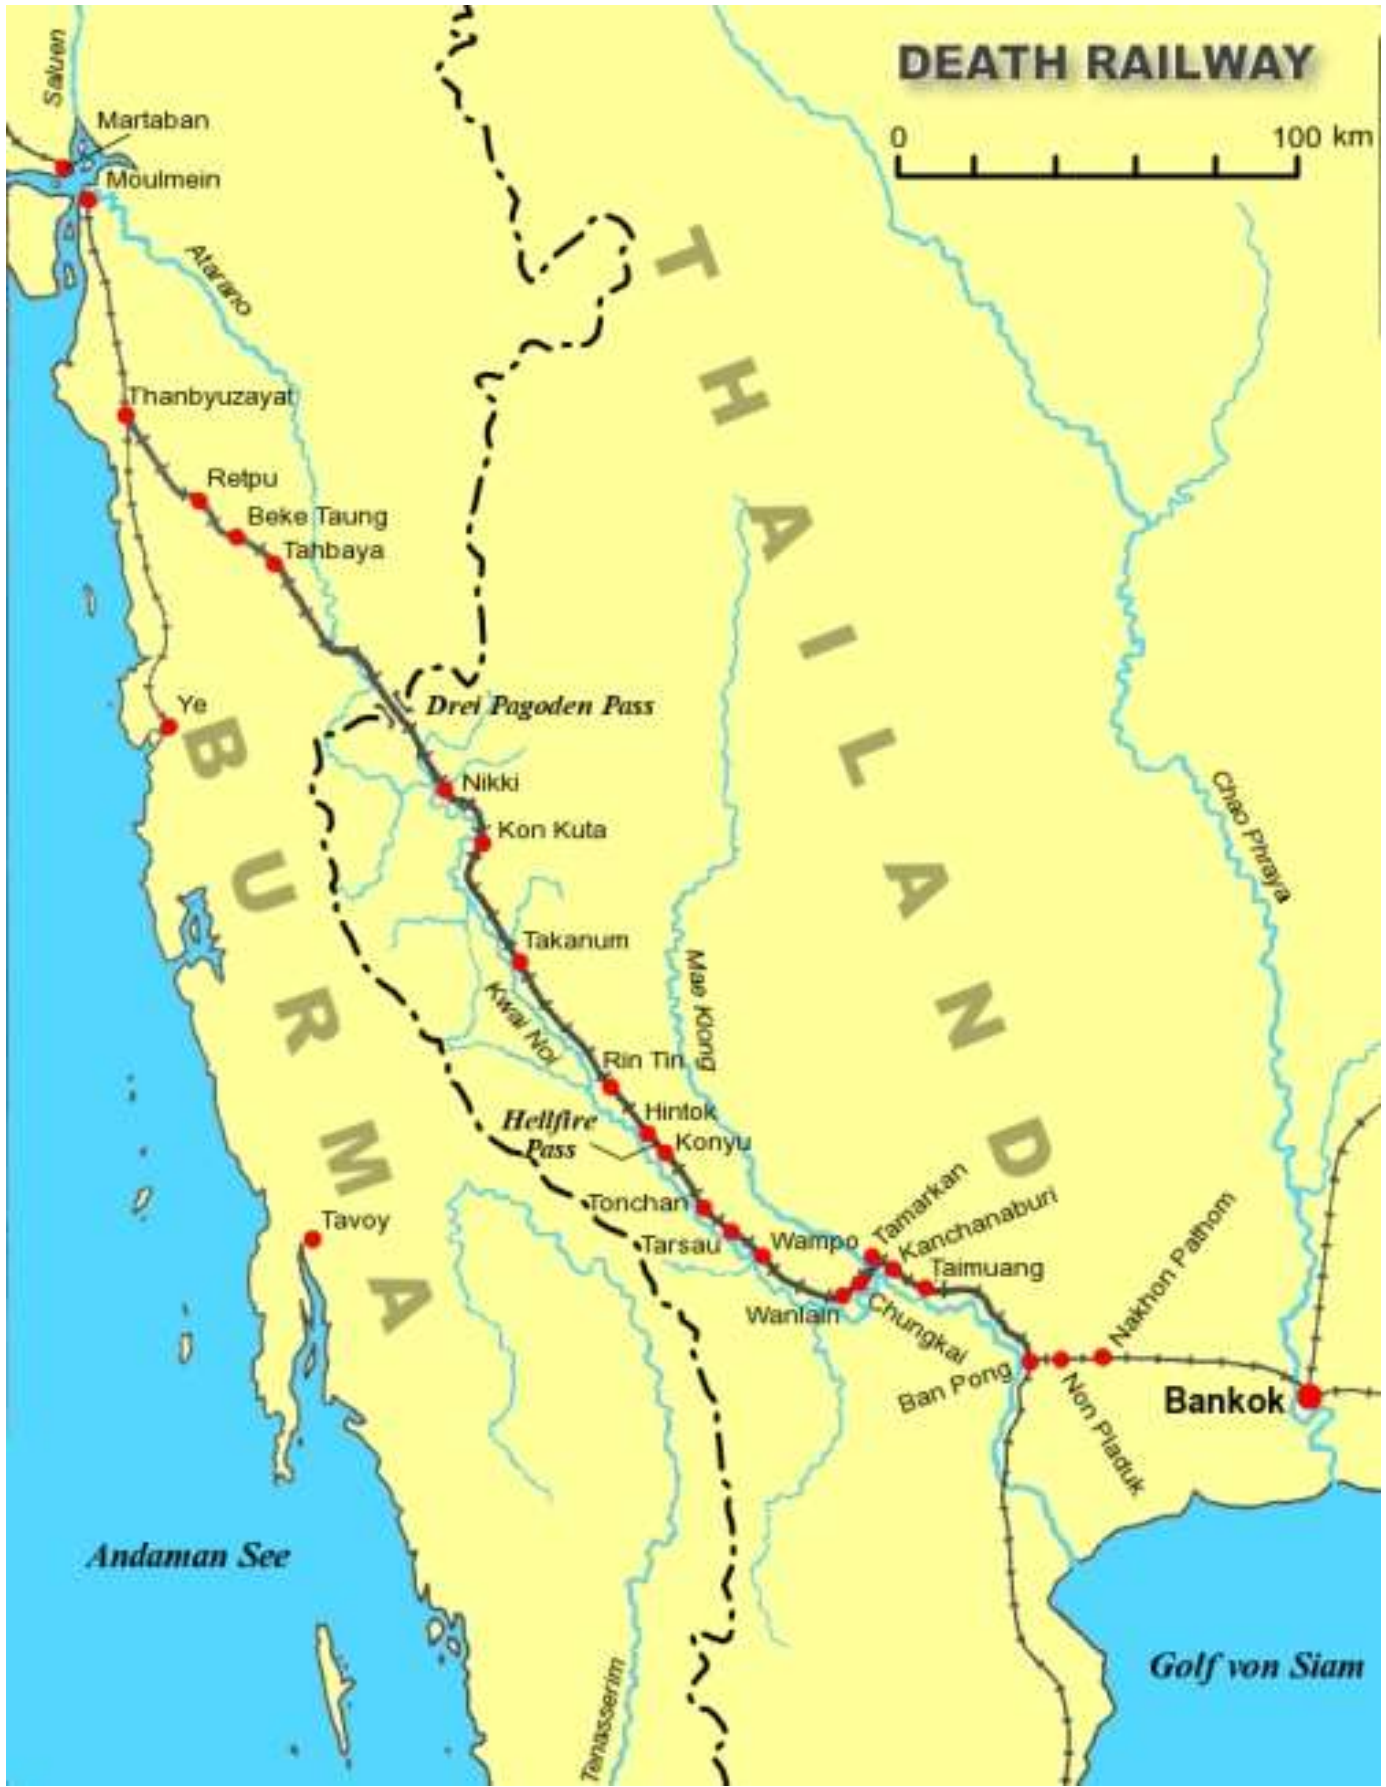 DEATH RAILWAY
0 100 km
Saluen
Martaban
Moulmein
Atarano
Thanbyuzayat
Retpu
Beke Taung
Tahbaya
Ye
Drei Pagoden Pass
Nikki
Kon Kuta
Takanum
Kwai Noi
Mae Klong
Chao Phraya
THAILAND
BURMA
Rin Tin
Hintok
Hellfire
Pass
Konyu
Tonchan
Tarsau
Wampo
Tamarkan
Kanchanaburi
Taimuang
Wanlain
Chungkai
Nakhon Pathom
Ban Pong
Non Pladuk
Bankok
Tavoy
Andaman See
Golf von Siam
Tenasserim